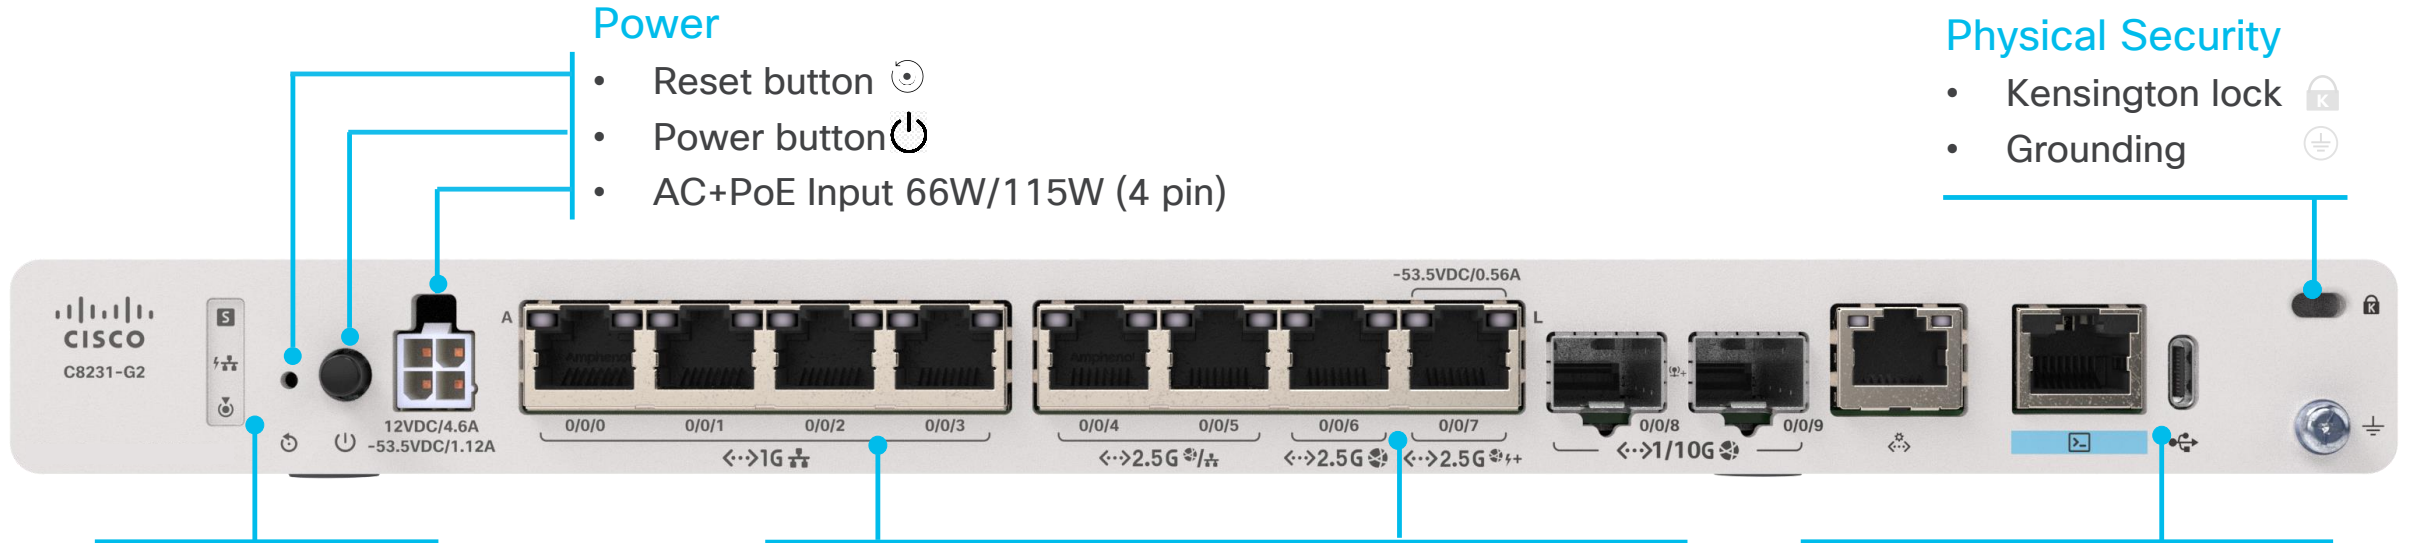 Power
• Reset button
• Power button
• AC+PoE Input 66W/115W (4 pin)
Physical Security
• Kensington lock K
• Grounding
CISCO
C8231-G2
S
12VDC/4.6A
-53.5VDC/1.12A
A
Amphenol
0/0/0 0/0/1 0/0/2 0/0/3
<··>1G
-53.5VDC/0.56A
L
Amphenol
0/0/4 0/0/5 0/0/6 0/0/7
<··>2.5G / <··>2.5G <··>2.5G +
+
0/0/8 0/0/9
<··>1/10G
>_
K